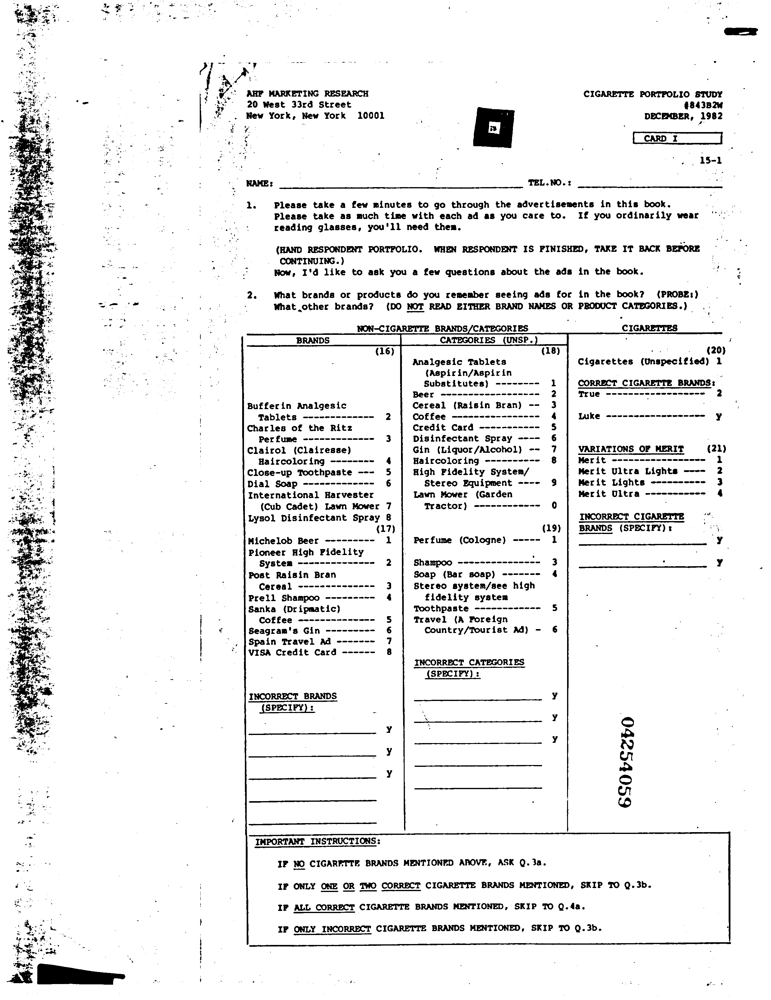 AHF MARKETING RESEARCH
20 West 33rd Street
New York, New York 10001
CIGARETTE PORTFOLIO STUDY
#843B2W
DECEMBER, 1982
CARD I
15-1
NAME: TEL.NO.:
1. Please take a few minutes to go through the advertisements in this book.
Please take as much time with each ad as you care to. If you ordinarily wear
reading glasses, you'll need them.
(HAND RESPONDENT PORTFOLIO. WHEN RESPONDENT IS FINISHED, TAKE IT BACK BEFORE
CONTINUING.)
Now, I'd like to ask you a few questions about the ads in the book.
2. What brands or products do you remember seeing ads for in the book? (PROBE:)
What other brands? (DO NOT READ EITHER BRAND NAMES OR PRODUCT CATEGORIES.)
NON-CIGARETTE BRANDS/CATEGORIES
BRANDS
(16)
Bufferin Analgesic
Tablets ------------- 2
Charles of the Ritz
Perfume ------------- 3
Clairol (Clairesse)
Haircoloring -------- 4
Close-up Toothpaste --- 5
Dial Soap ------------- 6
International Harvester
(Cub Cadet) Lawn Mower 7
Lysol Disinfectant Spray 8
(17)
Michelob Beer --------- 1
Pioneer High Fidelity
System -------------- 2
Post Raisin Bran
Cereal -------------- 3
Prell Shampoo --------- 4
Sanka (Dripmatic)
Coffee -------------- 5
Seagram's Gin --------- 6
Spain Travel Ad ------- 7
VISA Credit Card ------ 8
INCORRECT BRANDS
(SPECIFY):
y
y
y
CATEGORIES (UNSP.)
(18)
Analgesic Tablets
(Aspirin/Aspirin
Substitutes) -------- 1
Beer ------------------ 2
Cereal (Raisin Bran) -- 3
Coffee ---------------- 4
Credit Card ----------- 5
Disinfectant Spray ---- 6
Gin (Liquor/Alcohol) -- 7
Haircoloring ---------- 8
High Fidelity System/
Stereo Equipment ---- 9
Lawn Mower (Garden
Tractor) ------------ 0
(19)
Perfume (Cologne) ----- 1
Shampoo --------------- 3
Soap (Bar soap) ------- 4
Stereo system/see high
fidelity system
Toothpaste ------------ 5
Travel (A Foreign
Country/Tourist Ad) - 6
INCORRECT CATEGORIES
(SPECIFY):
y
y
y
CIGARETTES
(20)
Cigarettes (Unspecified) 1
CORRECT CIGARETTE BRANDS:
True ------------------ 2
Luke ------------------ y
VARIATIONS OF MERIT (21)
Merit ----------------- 1
Merit Ultra Lights ---- 2
Merit Lights ---------- 3
Merit Ultra ----------- 4
INCORRECT CIGARETTE
BRANDS (SPECIFY):
y
y
04254059
IMPORTANT INSTRUCTIONS:
IF NO CIGARETTE BRANDS MENTIONED ABOVE, ASK Q.3a.
IF ONLY ONE OR TWO CORRECT CIGARETTE BRANDS MENTIONED, SKIP TO Q.3b.
IF ALL CORRECT CIGARETTE BRANDS MENTIONED, SKIP TO Q.4a.
IF ONLY INCORRECT CIGARETTE BRANDS MENTIONED, SKIP TO Q.3b.